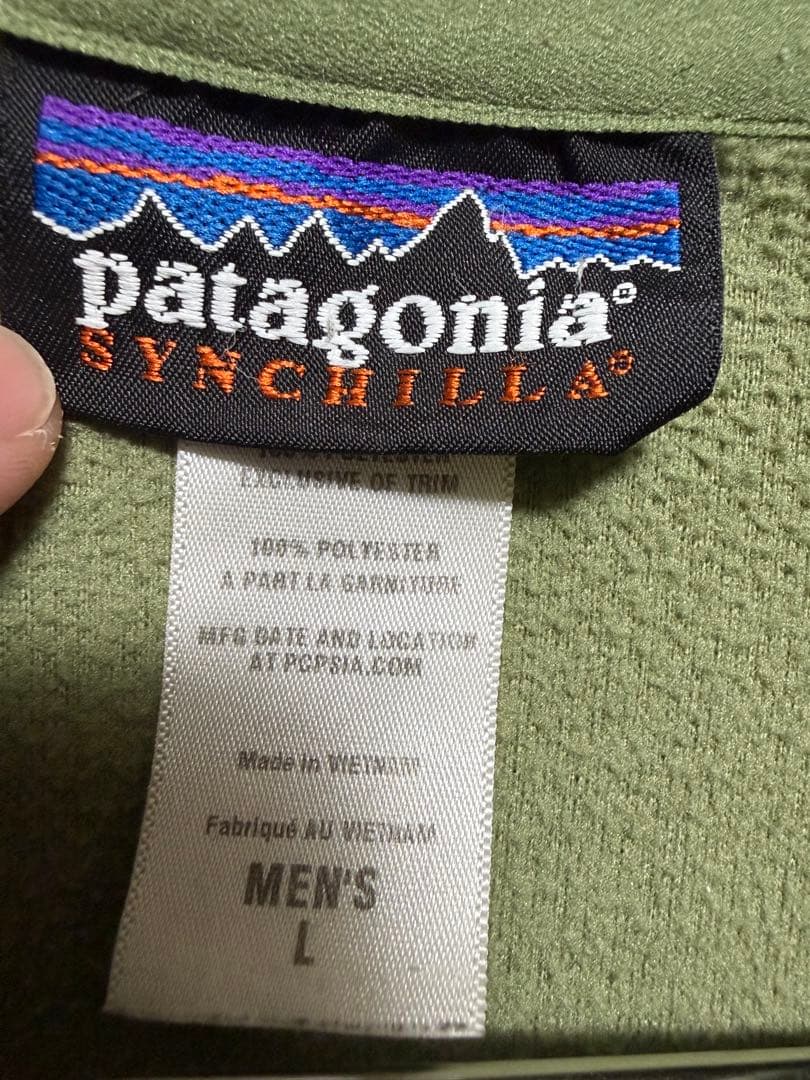 patagonia®
SYNCHILLA®
EXCLUSIVE OF TRIM
100% POLYESTER
A PART LA GARNITURE
MFG DATE AND LOCATION
AT PCPSIA.COM
Made in VIETNAM
Fabriqué AU VIETNAM
MEN'S
L